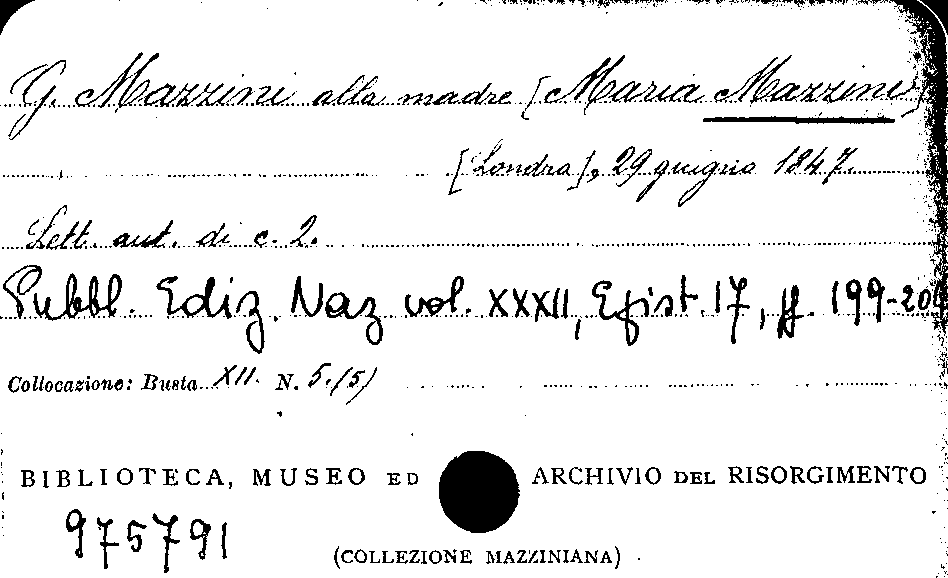 G. Mazzini alla madre [Maria Mazzini]
[Londra], 29 giugno 1847.
Lett. aut. di c. 2.
Pubbl. Ediz. Naz vol. XXXII, Epist. 17, pp. 199-20
Collocazione: Busta XII. N. 5.(5)
BIBLIOTECA, MUSEO ED ARCHIVIO DEL RISORGIMENTO
975791
(COLLEZIONE MAZZINIANA)